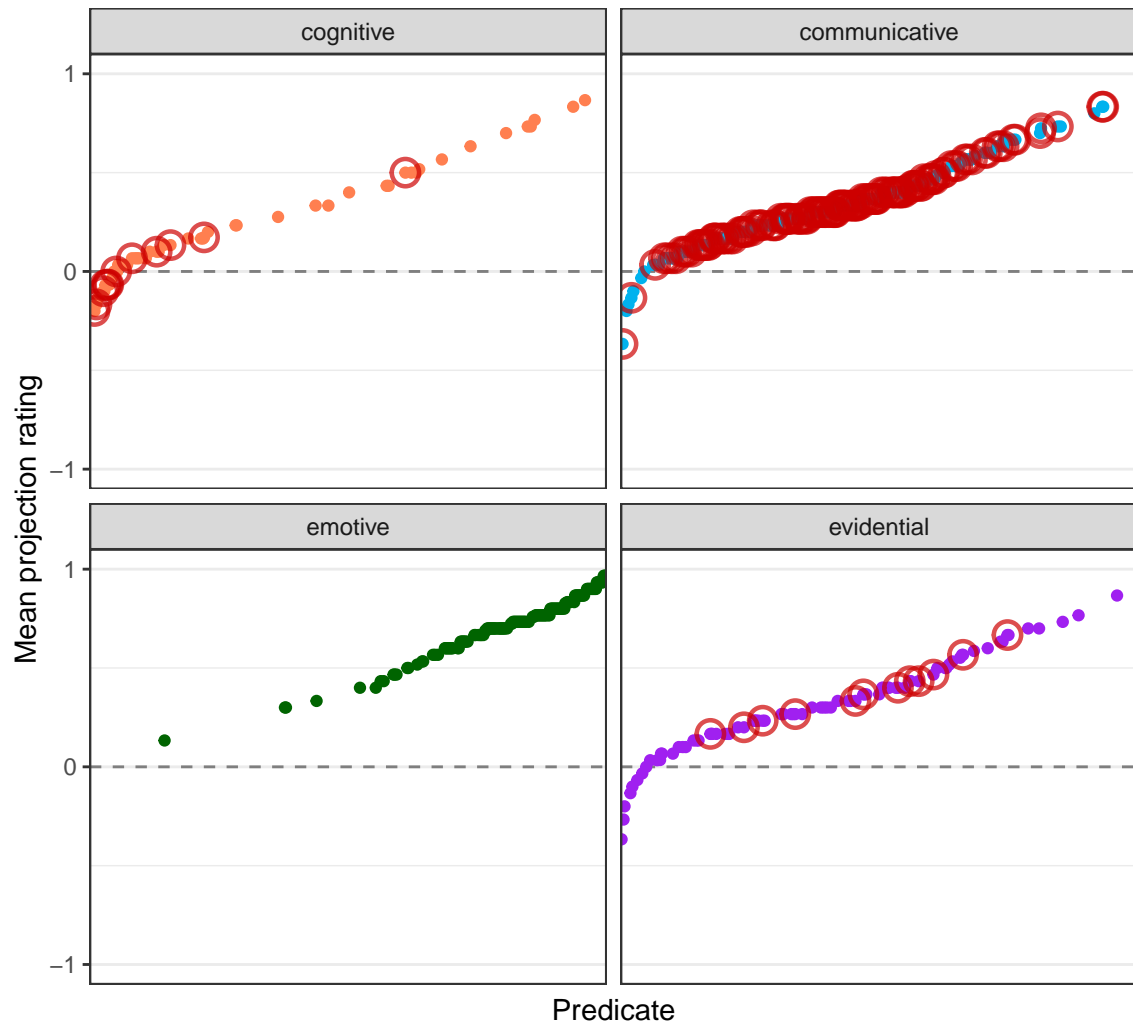 cognitive
communicative
1
0
−1
emotive
evidential
1
0
−1
Mean projection rating
Predicate